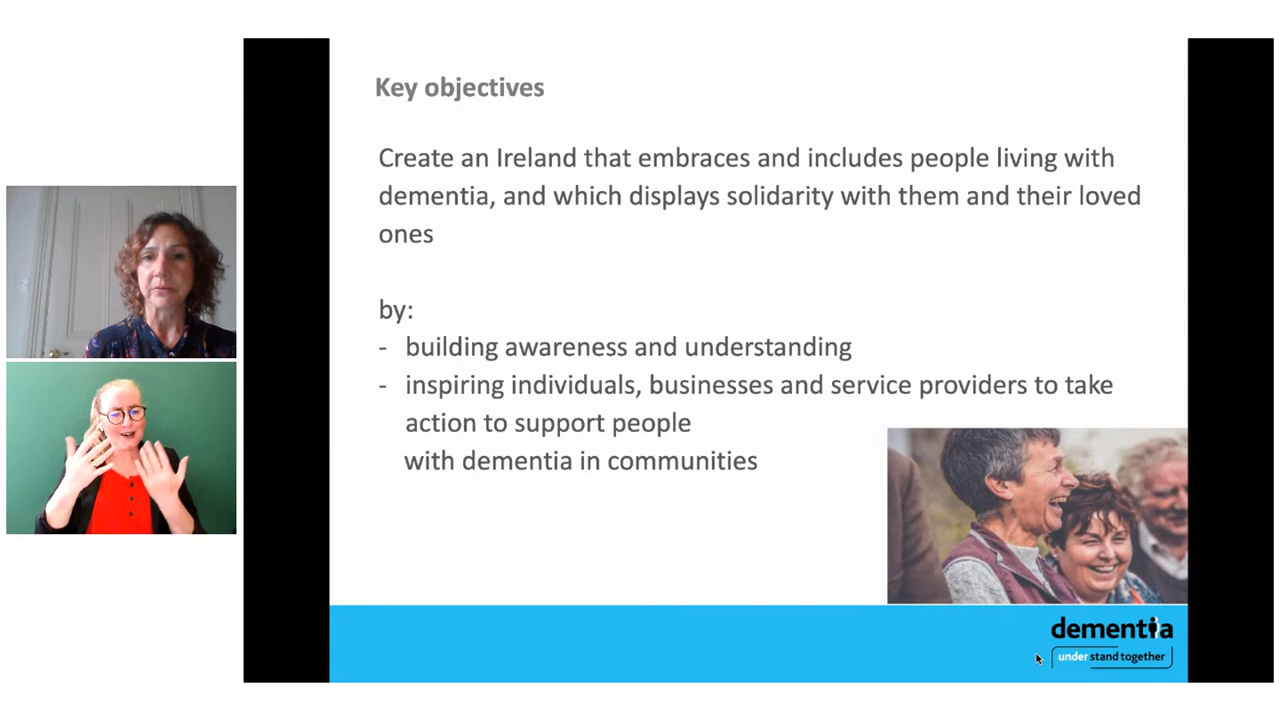 Key objectives
Create an Ireland that embraces and includes people living with
dementia, and which displays solidarity with them and their loved
ones
by:
- building awareness and understanding
- inspiring individuals, businesses and service providers to take
action to support people
with dementia in communities
dementia
understand together